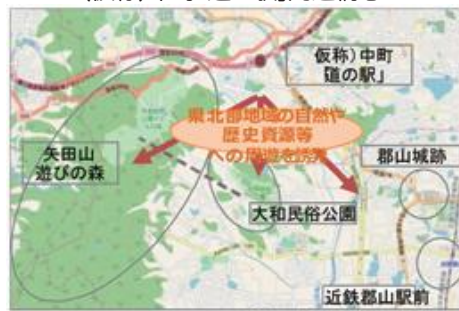 仮称)中町
道の駅」
県北部地域の自然や
歴史資源等
への周遊を誘発
矢田山
遊びの森
郡山城跡
大和民俗公園
近鉄郡山駅前